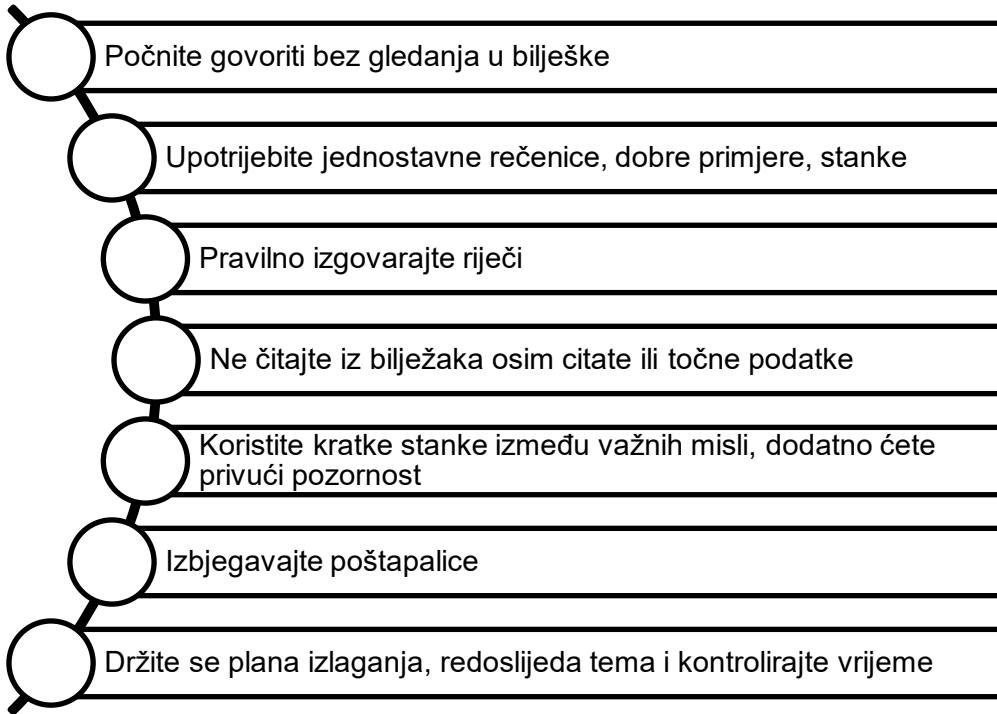 Počnite govoriti bez gledanja u bilješke
Upotrijebite jednostavne rečenice, dobre primjere, stanke
Pravilno izgovarajte riječi
Ne čitajte iz bilježaka osim citate ili točne podatke
Koristite kratke stanke između važnih misli, dodatno ćete
privući pozornost
Izbjegavajte poštapalice
Držite se plana izlaganja, redoslijeda tema i kontrolirajte vrijeme